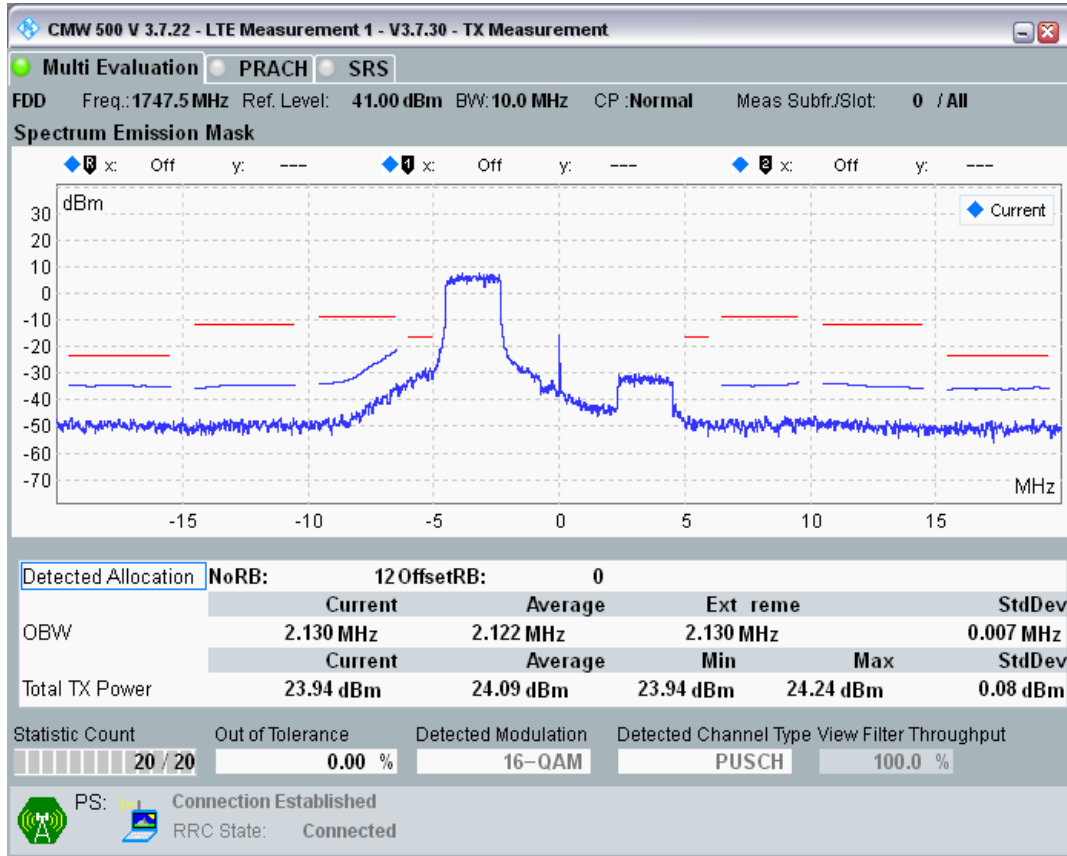 CMW 500 V 3.7.22 - LTE Measurement 1 - V3.7.30 - TX Measurement
Multi Evaluation PRACH SRS
FDD Freq.: 1747.5 MHz Ref. Level: 41.00 dBm BW: 10.0 MHz CP :Normal Meas Subfr./Slot: 0 / All
Spectrum Emission Mask
R x: Off y: --- 1 x: Off y: --- 2 x: Off y: ---
dBm
Current
30
20
10
0
-10
-20
-30
-40
-50
-60
-70
MHz
-15 -10 -5 0 5 10 15
Detected Allocation NoRB: 12 OffsetRB: 0
Current Average Ext reme StdDev
OBW 2.130 MHz 2.122 MHz 2.130 MHz 0.007 MHz
Current Average Min Max StdDev
Total TX Power 23.94 dBm 24.09 dBm 23.94 dBm 24.24 dBm 0.08 dBm
Statistic Count Out of Tolerance Detected Modulation Detected Channel Type View Filter Throughput
20 / 20 0.00 % 16-QAM PUSCH 100.0 %
PS: Connection Established
RRC State: Connected